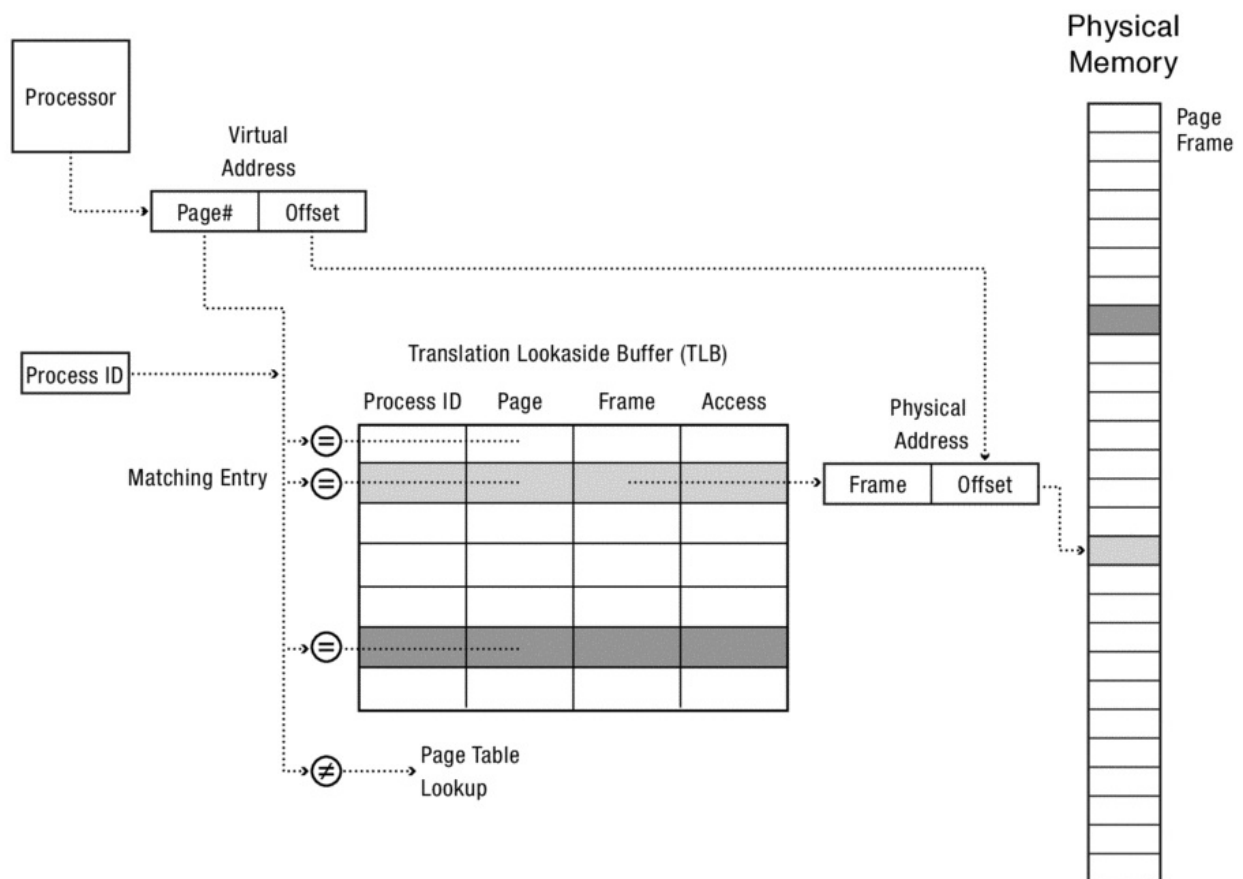 Physical
Memory
Processor
Page
Frame
Virtual
Address
Page#
Offset
Translation Lookaside Buffer (TLB)
Process ID
Process ID
Page
Frame
Access
Physical
Address
Matching Entry
Frame
Offset
=
=
=
≠
Page Table
Lookup